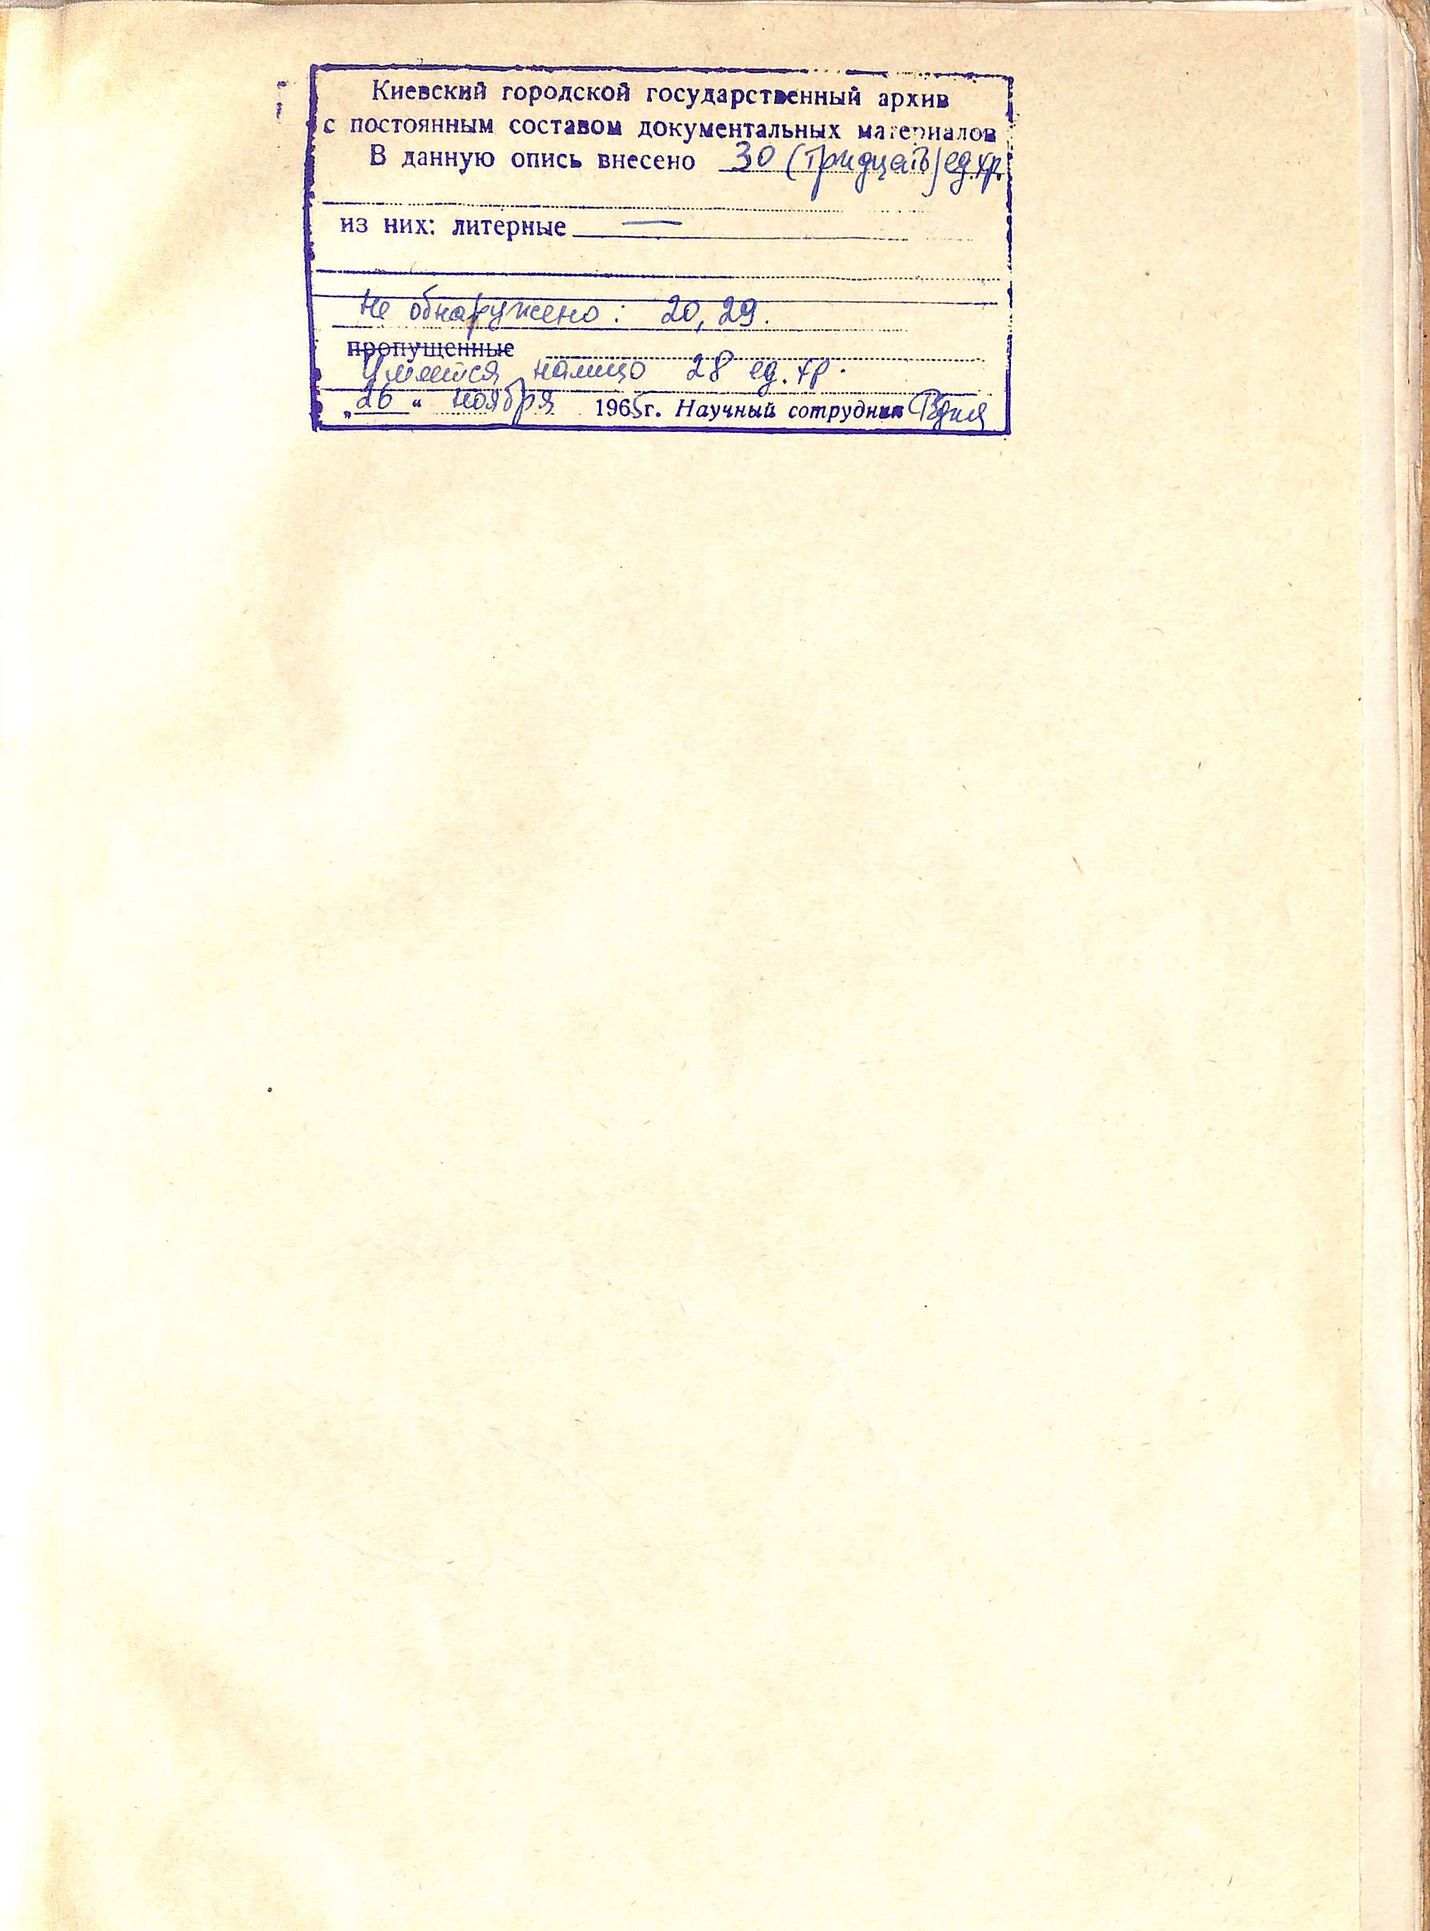 Киевский городской государственный архив
с постоянным составом документальных материалов
В данную опись внесено 30 (тридцать) ед. хр.
из них: литерные —
Не обнаружено: 20, 29.
пропущенные
Имеется налицо 28 ед. хр.
„26“ ноября 1965г. Научный сотрудник